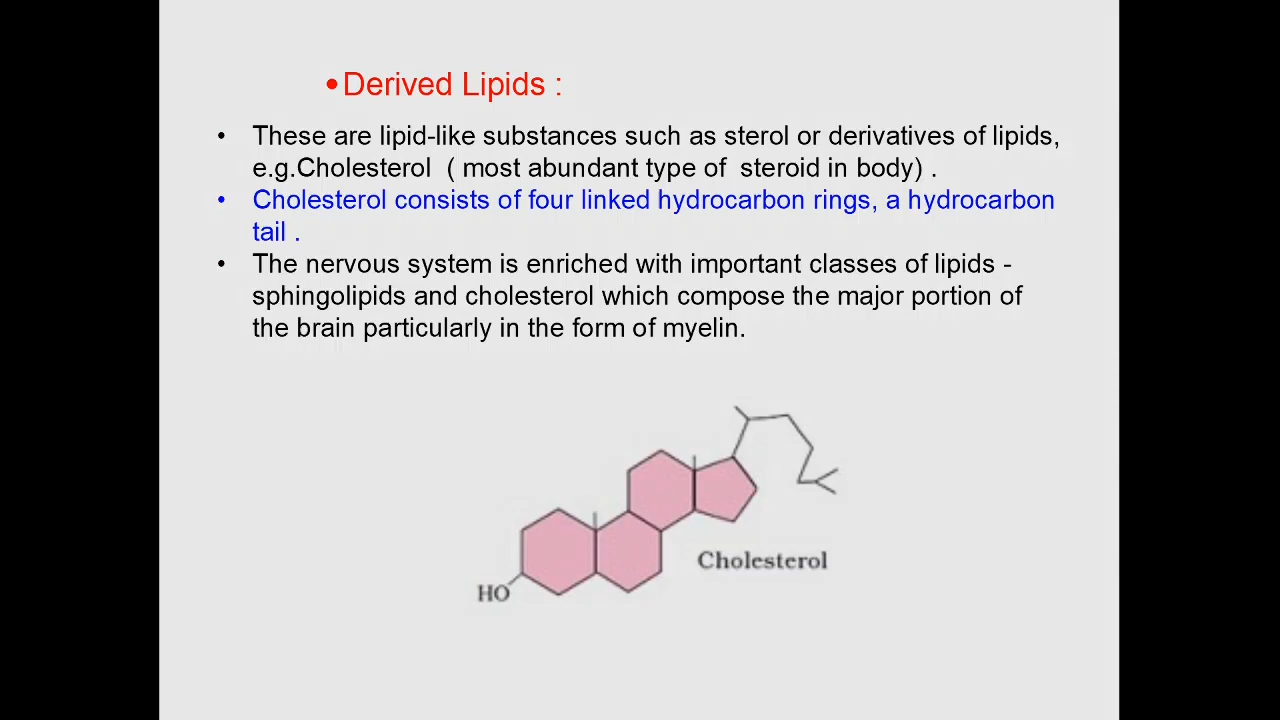 •Derived Lipids :
• These are lipid-like substances such as sterol or derivatives of lipids,
e.g.Cholesterol ( most abundant type of steroid in body) .
• Cholesterol consists of four linked hydrocarbon rings, a hydrocarbon
tail .
• The nervous system is enriched with important classes of lipids -
sphingolipids and cholesterol which compose the major portion of
the brain particularly in the form of myelin.
Cholesterol
HO